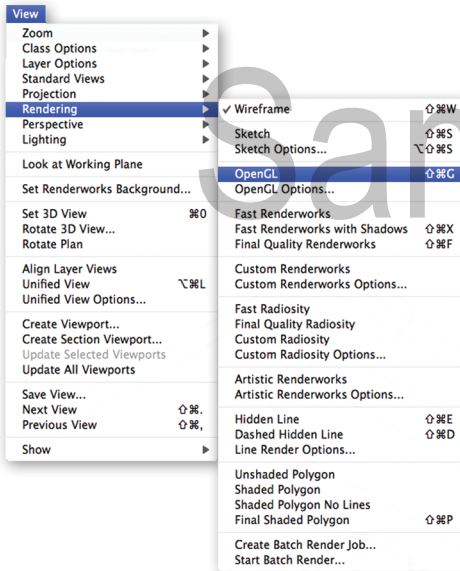 View
Zoom
Class Options
Layer Options
Standard Views
Projection
Rendering
Perspective
Lighting
Look at Working Plane
Set Renderworks Background...
Set 3D View ⌘0
Rotate 3D View...
Rotate Plan
Align Layer Views
Unified View ⌥⌘L
Unified View Options...
Create Viewport...
Create Section Viewport...
Update Selected Viewports
Update All Viewports
Save View...
Next View ⇧⌘.
Previous View ⇧⌘,
Show
✓ Wireframe ⇧⌘W
Sketch ⇧⌘S
Sketch Options... ⌥⇧⌘S
OpenGL ⇧⌘G
OpenGL Options...
Fast Renderworks
Fast Renderworks with Shadows ⇧⌘X
Final Quality Renderworks ⇧⌘F
Custom Renderworks
Custom Renderworks Options...
Fast Radiosity
Final Quality Radiosity
Custom Radiosity
Custom Radiosity Options...
Artistic Renderworks
Artistic Renderworks Options...
Hidden Line ⇧⌘E
Dashed Hidden Line ⇧⌘D
Line Render Options...
Unshaded Polygon
Shaded Polygon
Shaded Polygon No Lines
Final Shaded Polygon ⇧⌘P
Create Batch Render Job...
Start Batch Render...
Sam